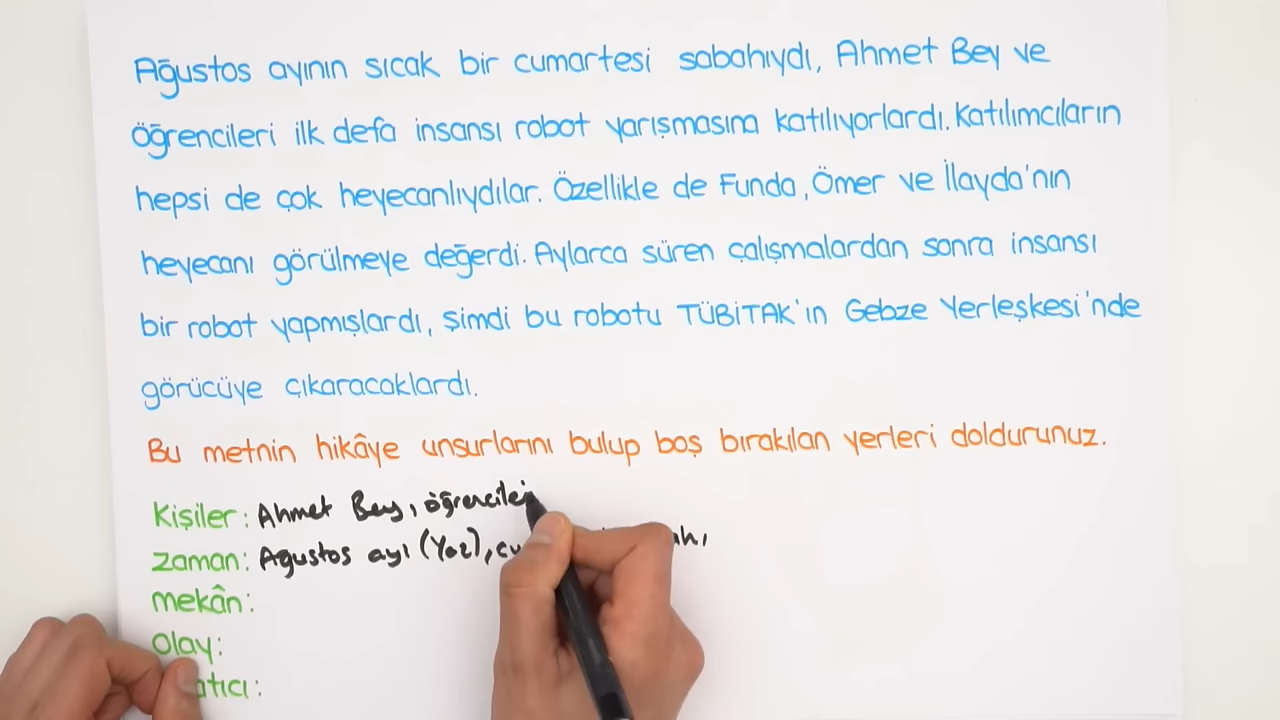 Ağustos ayının sıcak bir cumartesi sabahıydı, Ahmet Bey ve
öğrencileri ilk defa insansı robot yarışmasına katılıyorlardı. Katılımcıların
hepsi de çok heyecanlıydılar. Özellikle de Funda, Ömer ve İlayda'nın
heyecanı görülmeye değerdi. Aylarca süren çalışmalardan sonra insansı
bir robot yapmışlardı, şimdi bu robotu TÜBİTAK'ın Gebze Yerleşkesi'nde
görücüye çıkaracaklardı.
Bu metnin hikâye unsurlarını bulup boş bırakılan yerleri doldurunuz.
Kişiler: Ahmet Bey, öğrencileri
zaman: Ağustos ayı (Yaz),
mekân:
Olay: